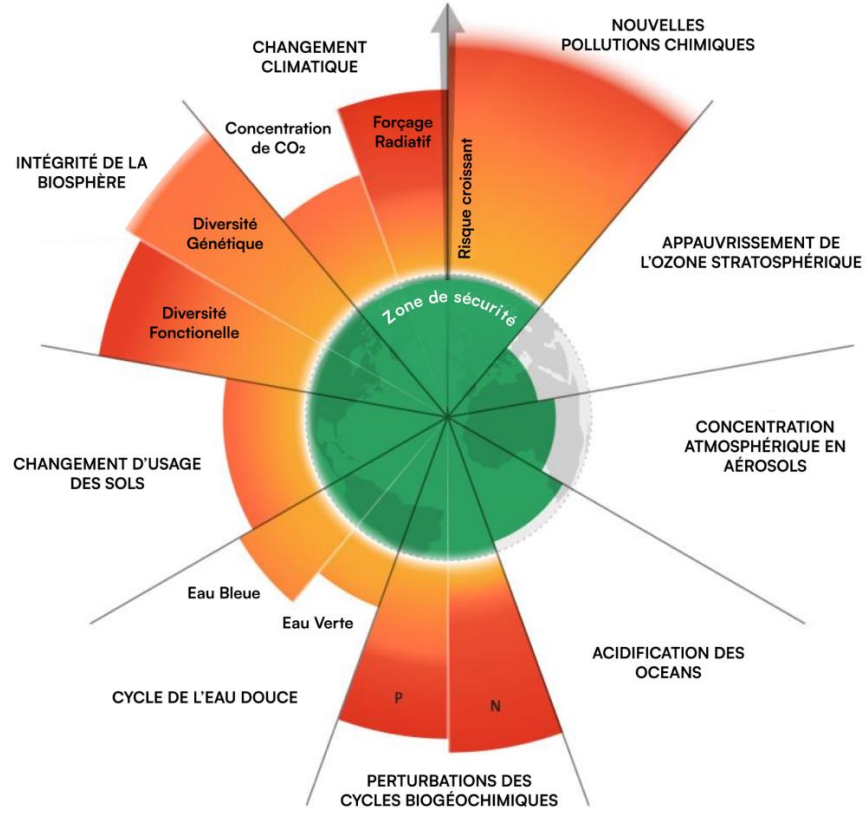 NOUVELLES
POLLUTIONS CHIMIQUES
CHANGEMENT
CLIMATIQUE
Concentration
de CO₂
Forçage
Radiatif
Risque croissant
INTÉGRITÉ DE LA
BIOSPHÈRE
Diversité
Génétique
Diversité
Fonctionelle
APPAUVRISSEMENT DE
L'OZONE STRATOSPHÉRIQUE
Zone de sécurité
CONCENTRATION
ATMOSPHÉRIQUE EN
AÉROSOLS
CHANGEMENT D'USAGE
DES SOLS
Eau Bleue
Eau Verte
ACIDIFICATION DES
OCEANS
CYCLE DE L'EAU DOUCE
P
N
PERTURBATIONS DES
CYCLES BIOGÉOCHIMIQUES